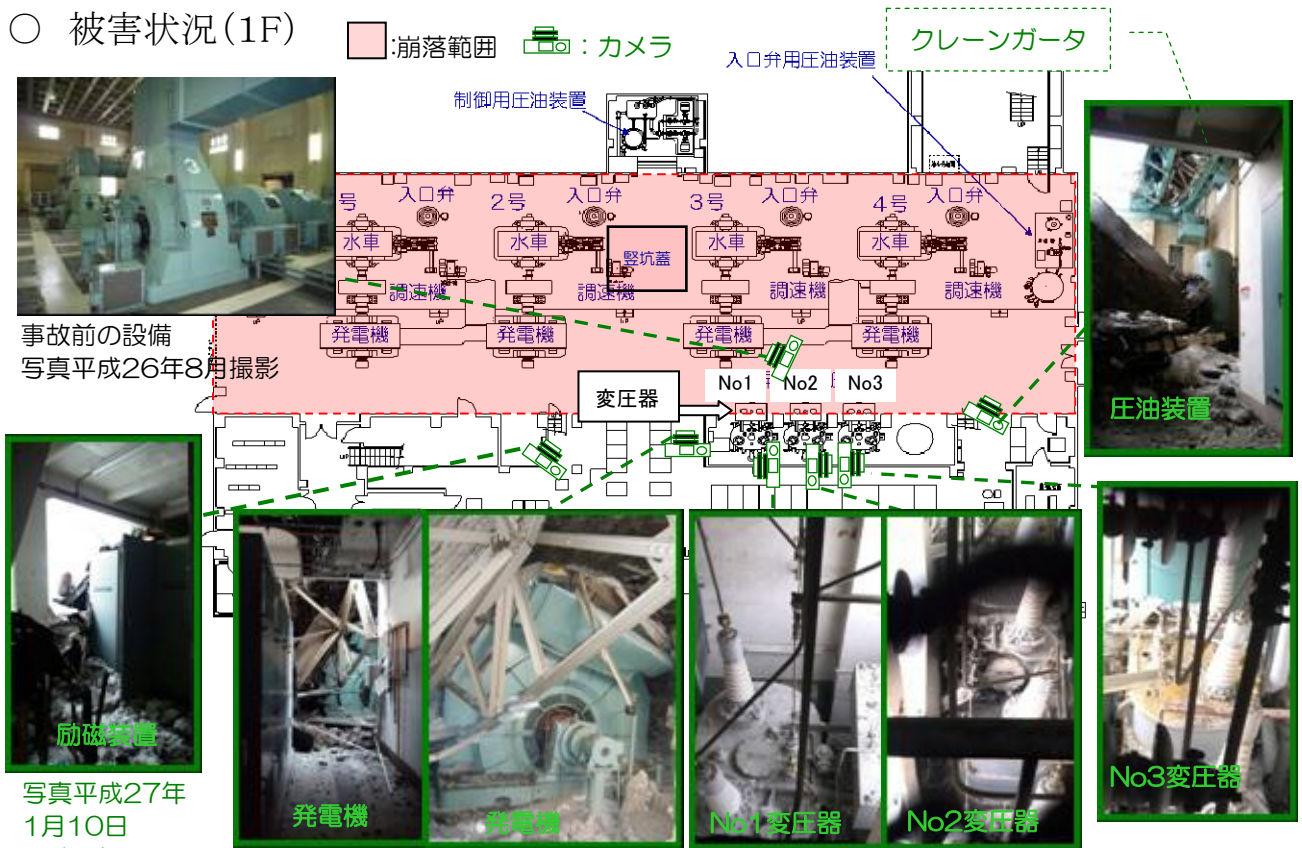 ○ 被害状況(1F)
:崩落範囲
：カメラ
クレーンガータ
入口弁用圧油装置
制御用圧油装置
号
入口弁
2号
入口弁
3号
入口弁
4号
入口弁
水車
水車
水車
水車
竪坑蓋
調速機
調速機
調速機
調速機
発電機
発電機
発電機
発電機
事故前の設備
写真平成26年8月撮影
変圧器
No1
No2
No3
圧油装置
励磁装置
写真平成27年
1月10日
発電機
発電機
No1変圧器
No2変圧器
No3変圧器